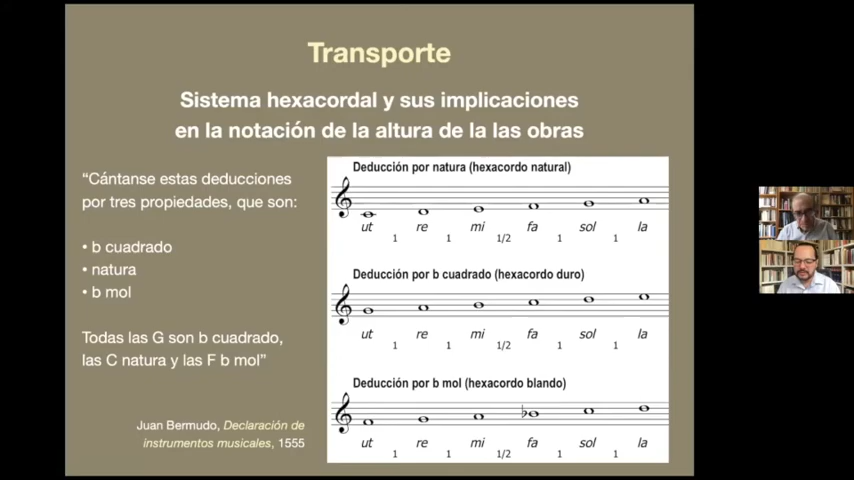 Transporte
Sistema hexacordal y sus implicaciones
en la notación de la altura de la las obras
“Cántanse estas deducciones
por tres propiedades, que son:
• b cuadrado
• natura
• b mol
Todas las G son b cuadrado,
las C natura y las F b mol”
Juan Bermudo, Declaración de
instrumentos musicales, 1555
Deducción por natura (hexacordo natural)
ut re mi fa sol la
1 1 1/2 1 1
Deducción por b cuadrado (hexacordo duro)
ut re mi fa sol la
1 1 1/2 1 1
Deducción por b mol (hexacordo blando)
ut re mi fa sol la
1 1 1/2 1 1